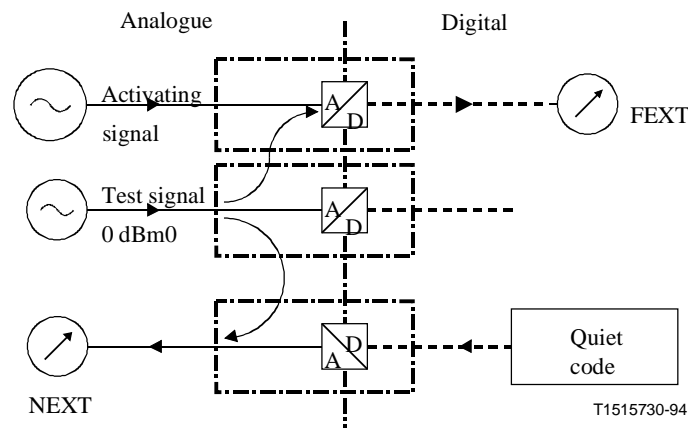 Analogue
Digital
Activating
signal
A
D
FEXT
Test signal
0 dBm0
A
D
NEXT
D
A
Quiet
code
T1515730-94